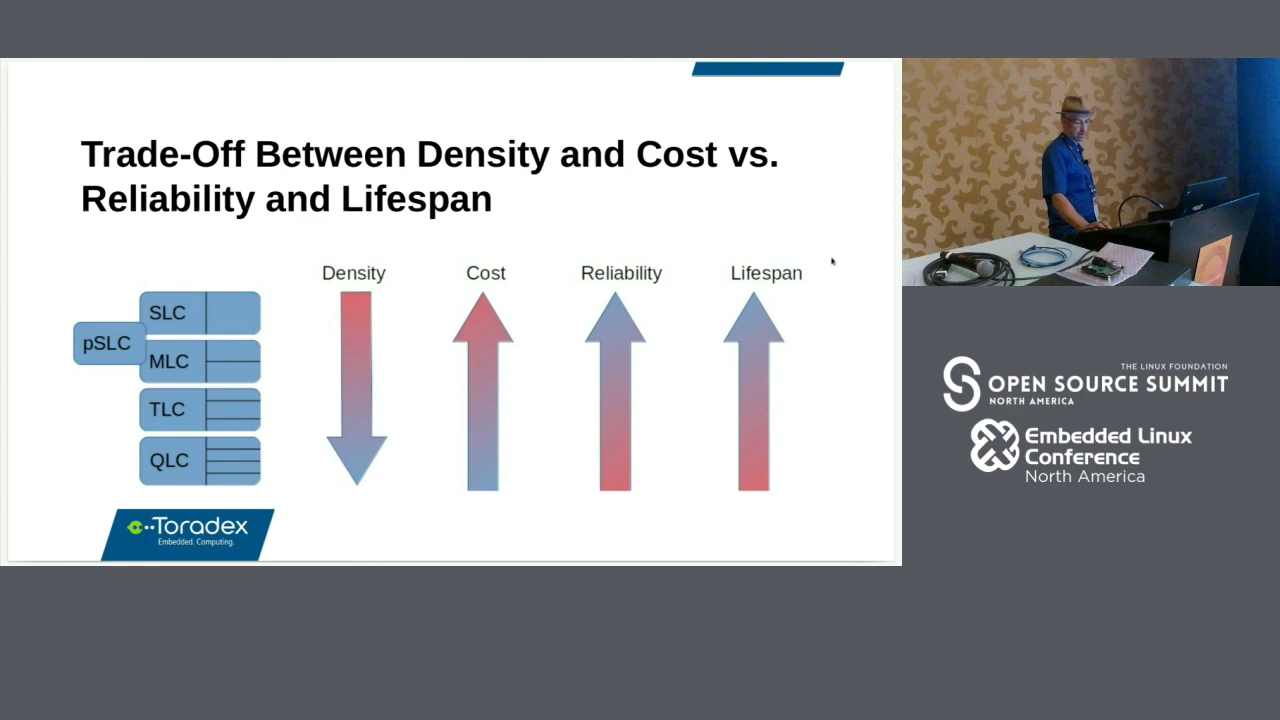 Trade-Off Between Density and Cost vs.
Reliability and Lifespan
Density
Cost
Reliability
Lifespan
SLC
pSLC
MLC
TLC
QLC
Toradex
Embedded. Computing.
THE LINUX FOUNDATION
OPEN SOURCE SUMMIT
NORTH AMERICA
Embedded Linux
Conference
North America